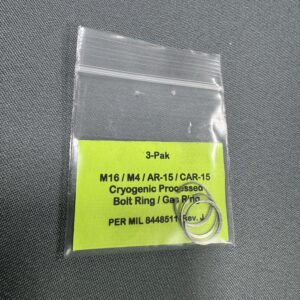 3-Pak
M16 / M4 / AR-15 / CAR-15
Cryogenic Processed
Bolt Ring / Gas Ring
PER MIL 8448511 Rev. J